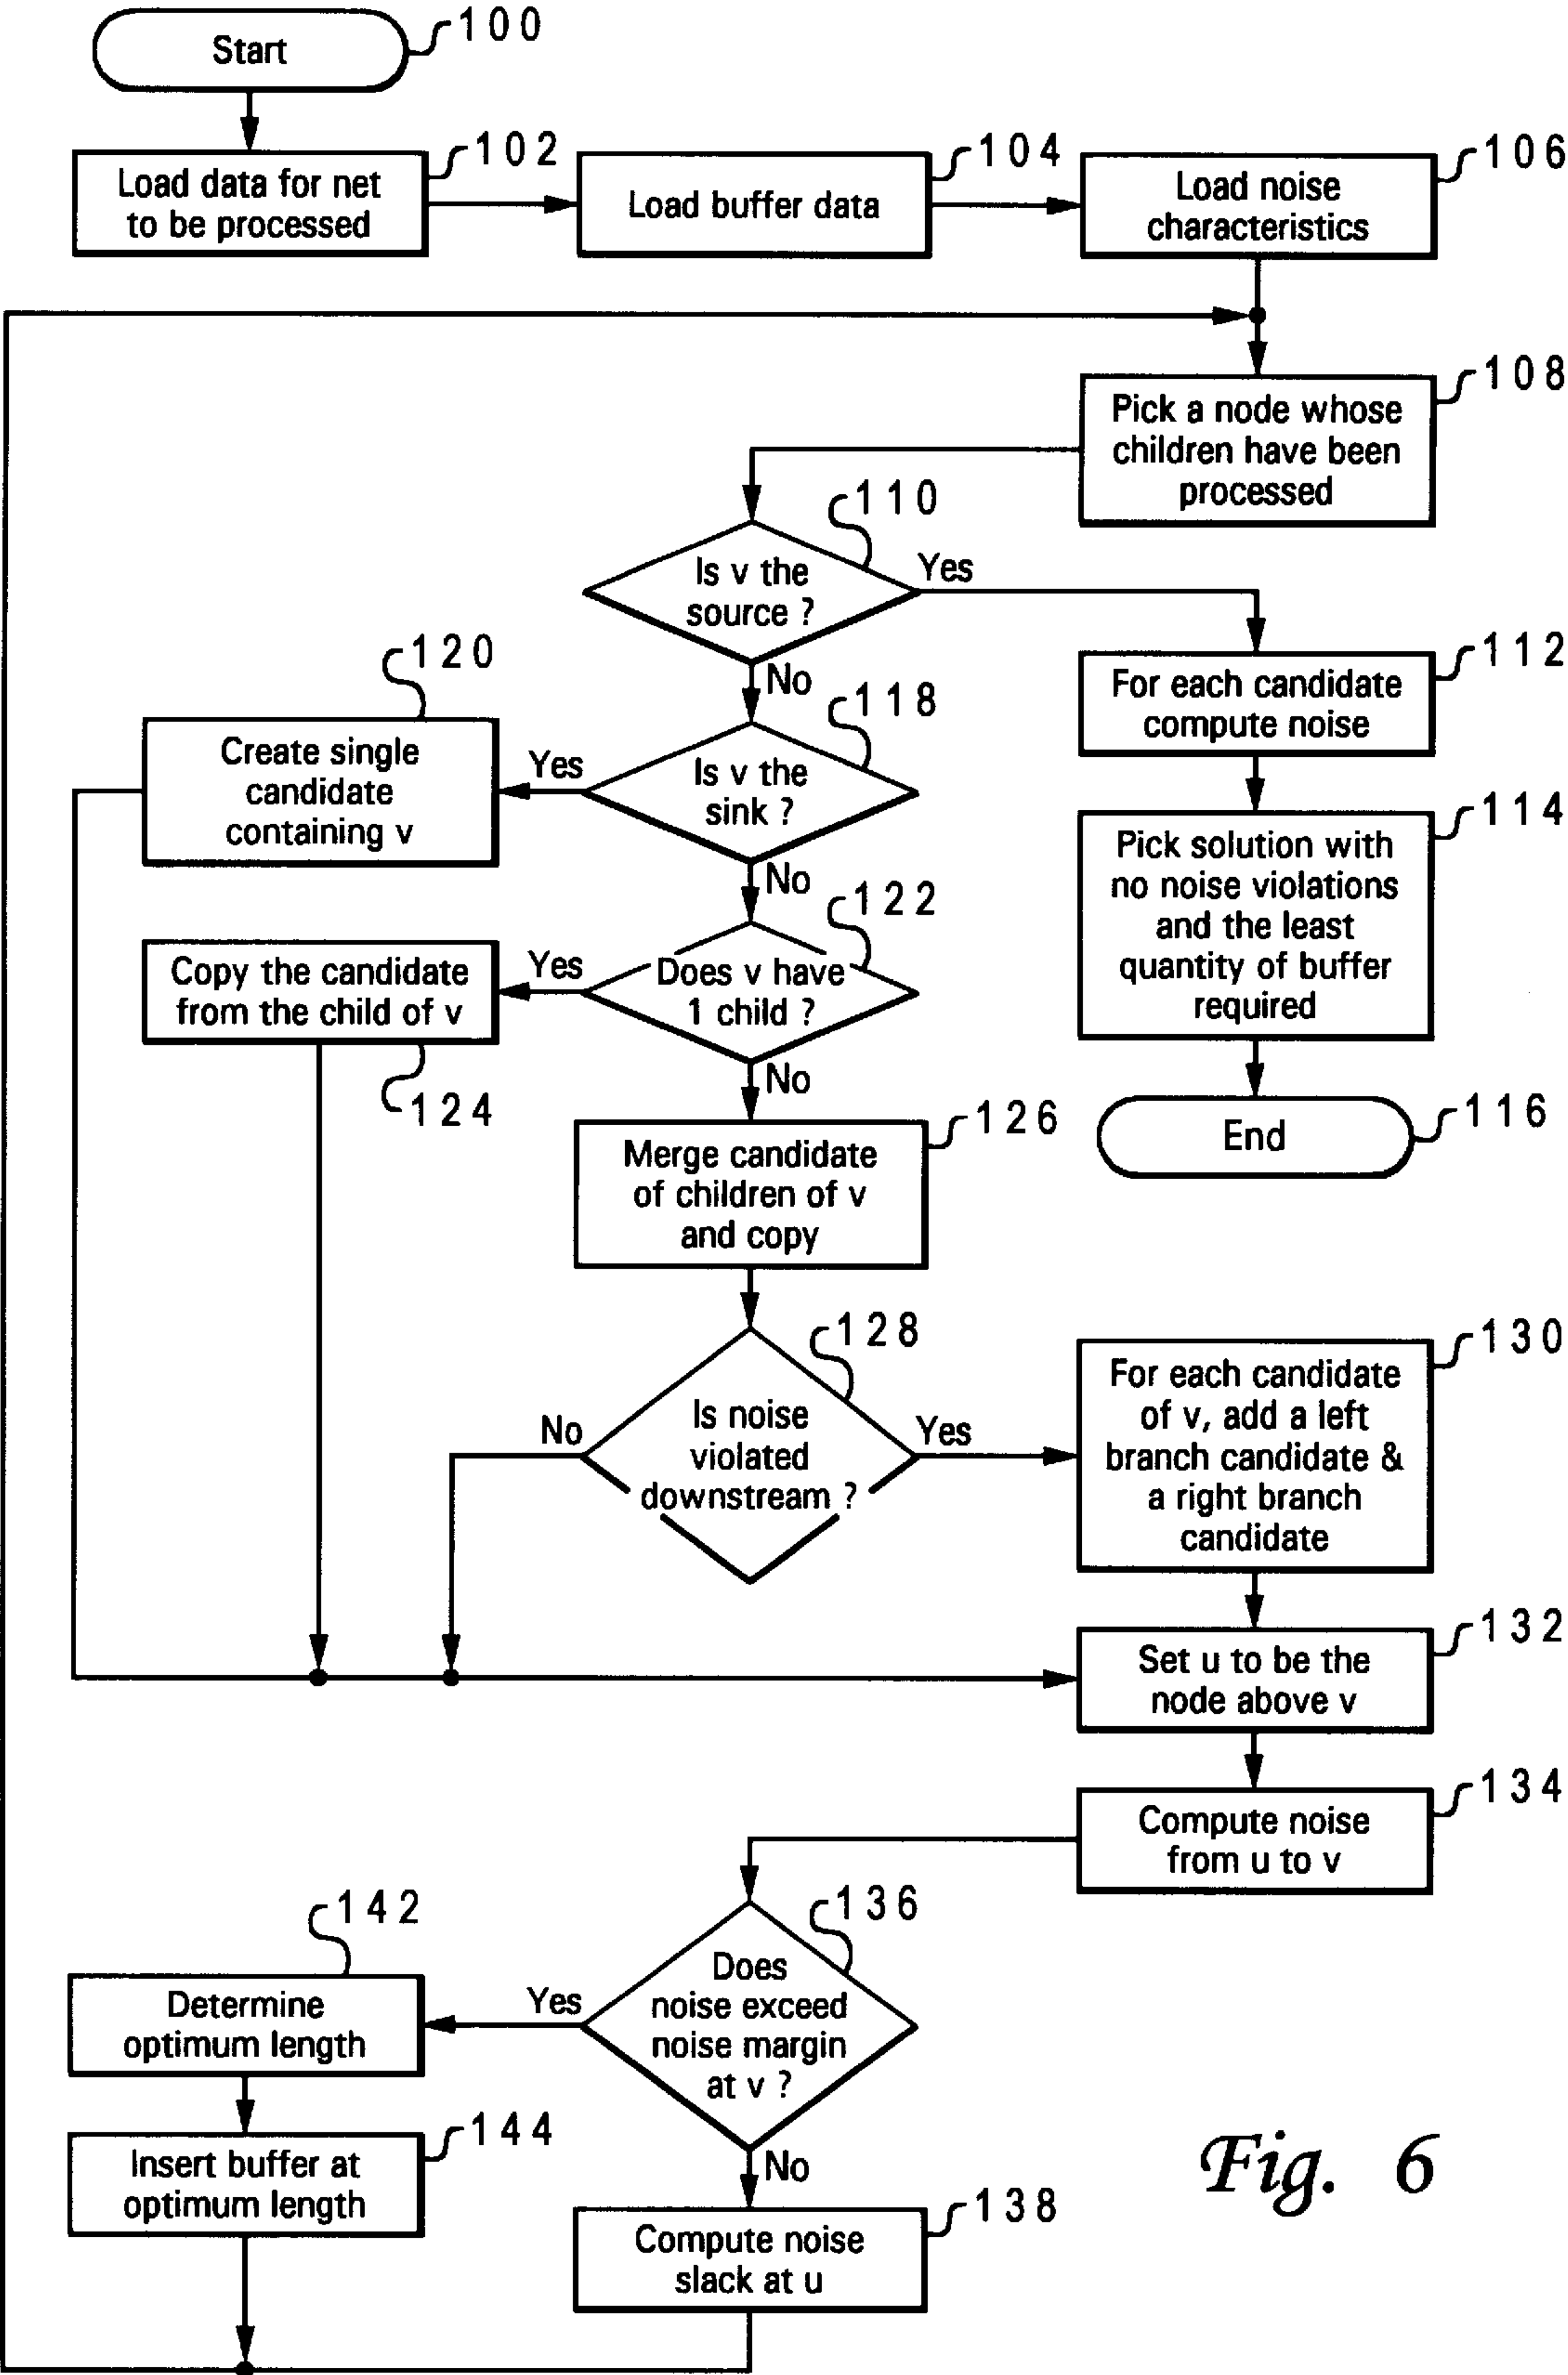 Start
100
Load data for net
to be processed
102
Load buffer data
104
Load noise
characteristics
106
Pick a node whose
children have been
processed
108
Is v the
source ?
110
Yes
No
For each candidate
compute noise
112
Pick solution with
no noise violations
and the least
quantity of buffer
required
114
End
116
Is v the
sink ?
118
Yes
No
Create single
candidate
containing v
120
Does v have
1 child ?
122
Yes
No
Copy the candidate
from the child of v
124
Merge candidate
of children of v
and copy
126
Is noise
violated
downstream ?
128
No
Yes
For each candidate
of v, add a left
branch candidate &
a right branch
candidate
130
Set u to be the
node above v
132
Compute noise
from u to v
134
Does
noise exceed
noise margin
at v ?
136
Yes
No
Determine
optimum length
142
Insert buffer at
optimum length
144
Compute noise
slack at u
138
Fig. 6